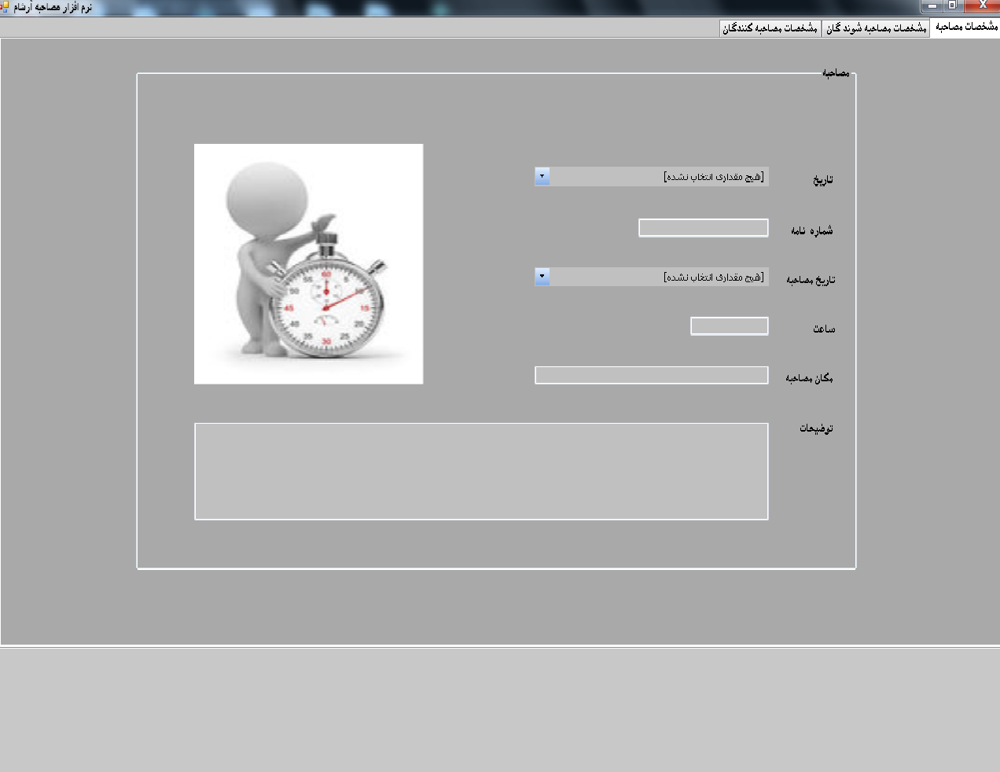 نرم افزار مصاحبه آرشام
مشخصات مصاحبه
مشخصات مصاحبه شوند گان
مشخصات مصاحبه کنندگان
مصاحبه
تاریخ
[هیچ مقداری انتخاب نشده]
شماره نامه
تاریخ مصاحبه
[هیچ مقداری انتخاب نشده]
ساعت
مکان مصاحبه
توضیحات
60
55
5
50
10
45
15
40
20
35
25
30